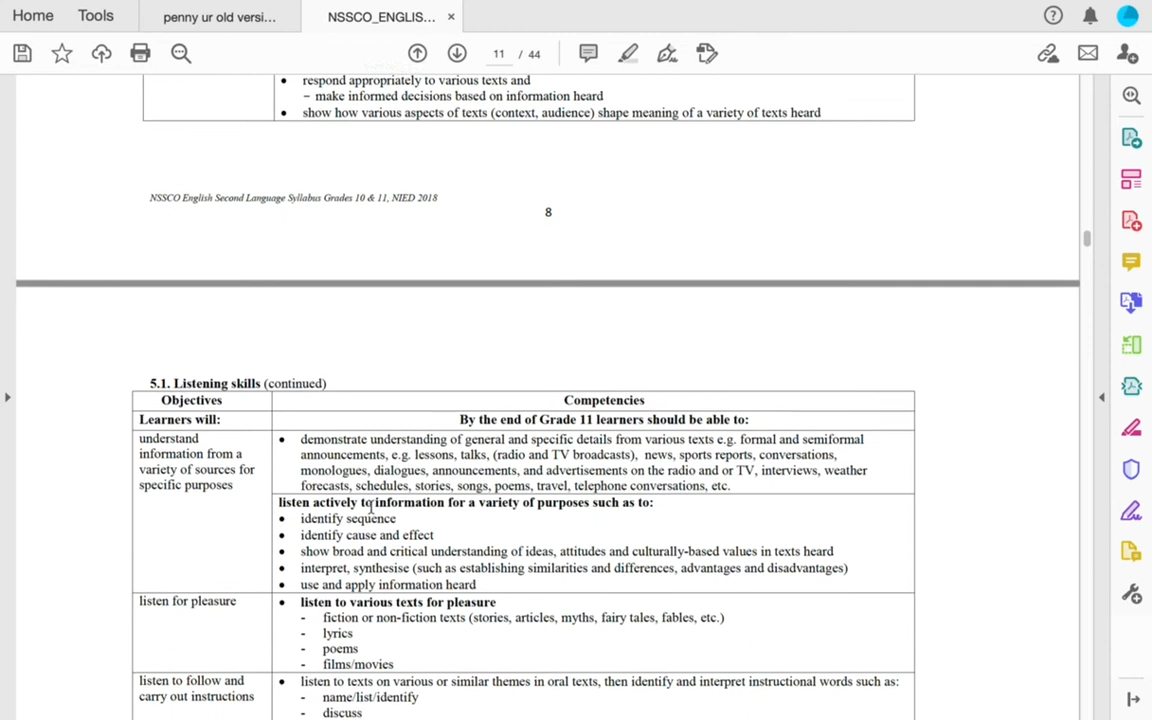 Home Tools penny ur old versi... NSSCO_ENGLIS... ×
11 / 44
• respond appropriately to various texts and
– make informed decisions based on information heard
• show how various aspects of texts (context, audience) shape meaning of a variety of texts heard
NSSCO English Second Language Syllabus Grades 10 & 11, NIED 2018
8
5.1. Listening skills (continued)
Objectives Competencies
Learners will: By the end of Grade 11 learners should be able to:
understand
information from a
variety of sources for
specific purposes
• demonstrate understanding of general and specific details from various texts e.g. formal and semiformal
announcements, e.g. lessons, talks, (radio and TV broadcasts), news, sports reports, conversations,
monologues, dialogues, announcements, and advertisements on the radio and or TV, interviews, weather
forecasts, schedules, stories, songs, poems, travel, telephone conversations, etc.
listen actively to information for a variety of purposes such as to:
• identify sequence
• identify cause and effect
• show broad and critical understanding of ideas, attitudes and culturally-based values in texts heard
• interpret, synthesise (such as establishing similarities and differences, advantages and disadvantages)
• use and apply information heard
listen for pleasure
• listen to various texts for pleasure
- fiction or non-fiction texts (stories, articles, myths, fairy tales, fables, etc.)
- lyrics
- poems
- films/movies
listen to follow and
carry out instructions
• listen to texts on various or similar themes in oral texts, then identify and interpret instructional words such as:
- name/list/identify
- discuss